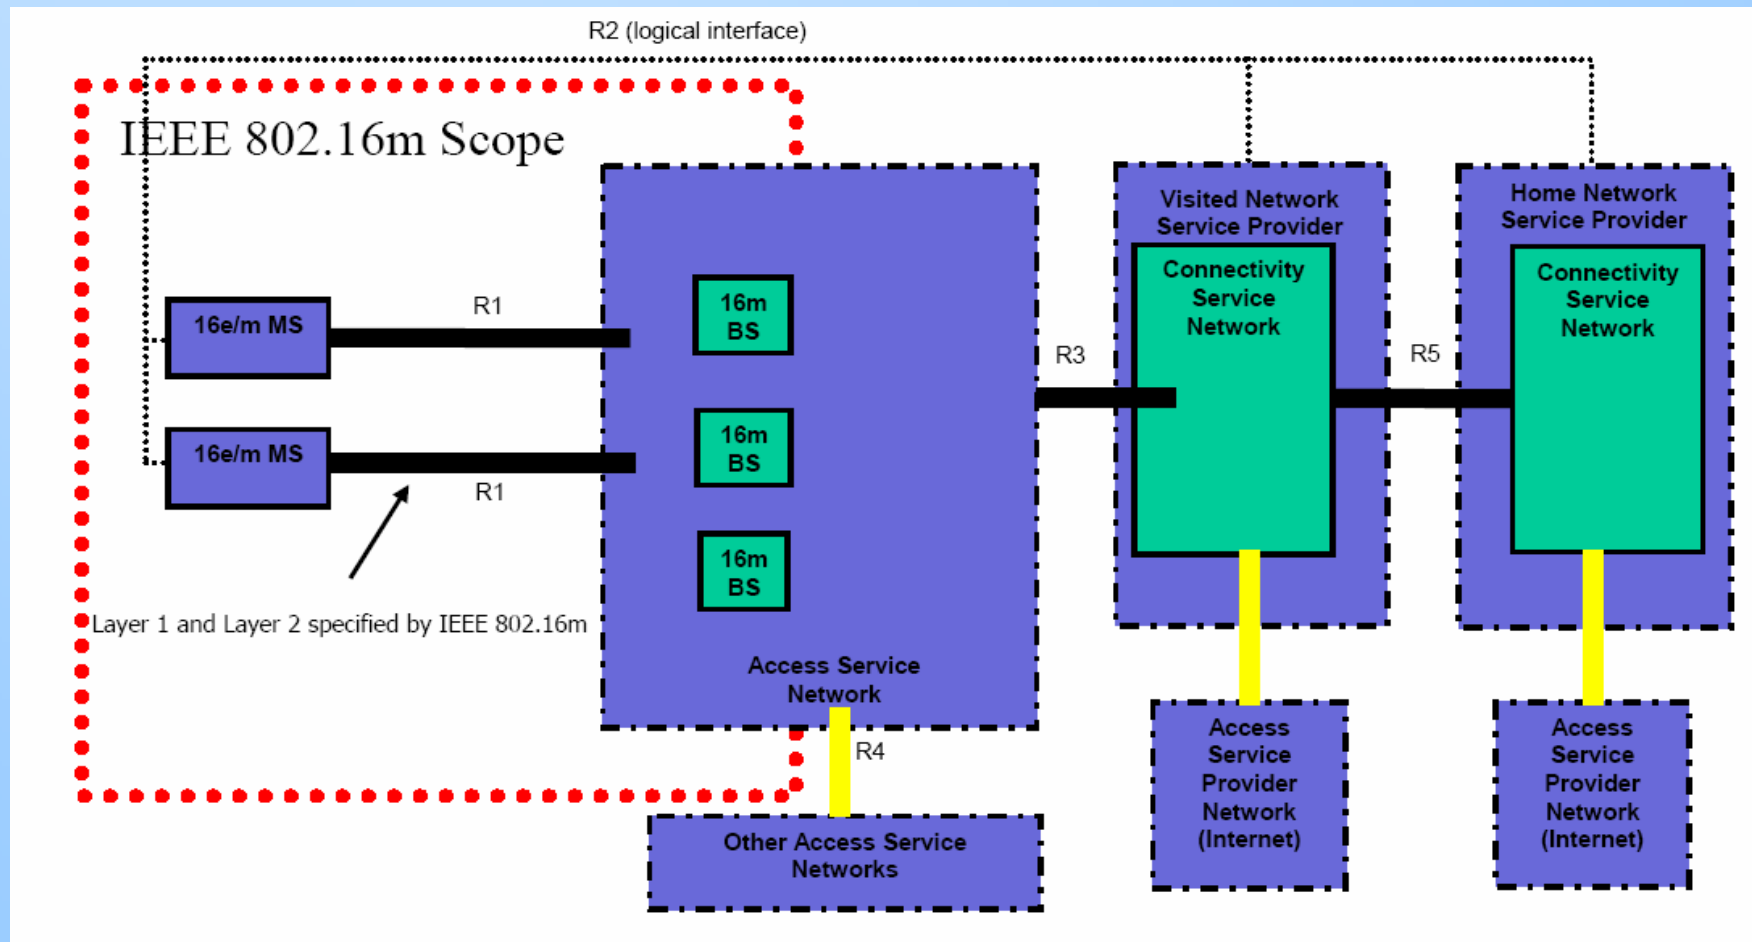 R2 (logical interface)
IEEE 802.16m Scope
16e/m MS
R1
16e/m MS
R1
Layer 1 and Layer 2 specified by IEEE 802.16m
16m
BS
16m
BS
16m
BS
Access Service
Network
R4
Other Access Service
Networks
R3
Visited Network
Service Provider
Connectivity
Service
Network
R5
Home Network
Service Provider
Connectivity
Service
Network
Access
Service
Provider
Network
(Internet)
Access
Service
Provider
Network
(Internet)